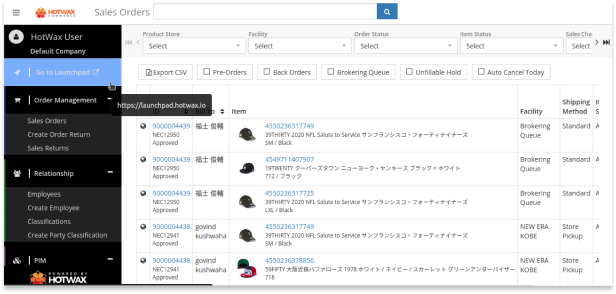 HOTWAX
COMMERCE
Sales Orders
HotWax User
Default Company
Go to Launchpad
https://launchpad.hotwax.io
Order Management
Sales Orders
Create Order Return
Sales Returns
Relationship
Employees
Create Employee
Classifications
Create Party Classification
PIM
POWERED BY
HOTWAX
Product Store
Facility
Order Status
Item Status
Sales Cha
Select
Select
Select
Select
Selec
Export CSV
Pre-Orders
Back Orders
Brokering Queue
Unfillable Hold
Auto Cancel Today
Item
Facility
Shipping
Method
9000004439
NEC12950
Approved
福士 俊輔
4550236317749
39THIRTY 2020 NFL Salute to Service サンフランシスコ・フォーティナイナーズ
SM / Black
Brokering
Queue
Standard
A
9000004439
NEC12950
Approved
福士 俊輔
4549711407907
19TWENTY クーパーズタウン ニューヨーク・ヤンキース ブラック × ホワイト
712 / ブラック
Brokering
Queue
Standard
9000004439
NEC12950
Approved
福士 俊輔
4550236317725
39THIRTY 2020 NFL Salute to Service サンフランシスコ・フォーティナイナーズ
LXL / Black
Brokering
Queue
Standard
A
9000004438
NEC12941
Approved
govind
kushwaha
4550236317749
39THIRTY 2020 NFL Salute to Service サンフランシスコ・フォーティナイナーズ
SM / Black
NEW ERA
KOBE
Store
Pickup
A
9000004438
NEC12941
Approved
govind
kushwaha
4550236378856
59FIFTY 大阪近鉄バファローズ 1978 ホワイト / ネイビー / スカーレット グリーンアンダーバイザー
718
NEW ERA
KOBE
Store
Pickup
A